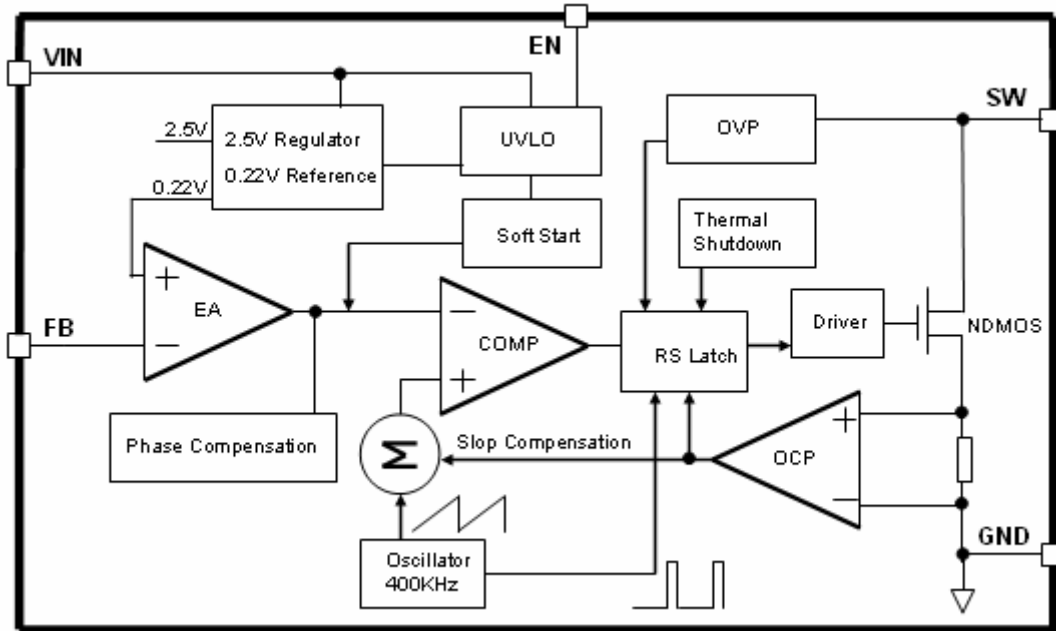 EN
VIN
SW
2.5V
2.5V Regulator
0.22V Reference
0.22V
UVLO
OVP
Soft Start
Thermal
Shutdown
+
EA
−
FB
−
COMP
+
RS Latch
Driver
NDMOS
Phase Compensation
Σ
Slop Compensation
+
OCP
−
Oscillator
400KHz
GND